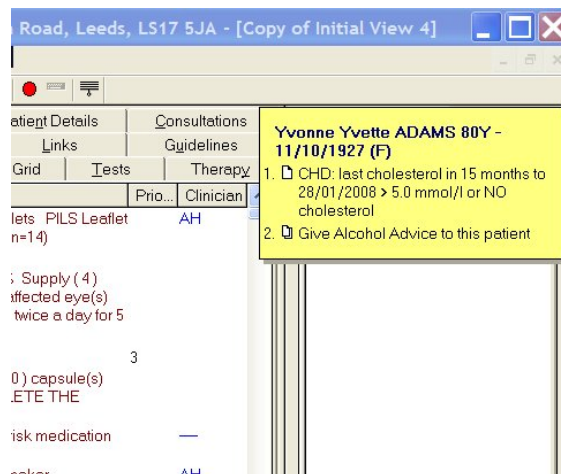 Road, Leeds, LS17 5JA - [Copy of Initial View 4]
atient Details Consultations
Links Guidelines
Grid Tests Therapy
Prio... Clinician
lets PILS Leaflet AH
n=14)
Supply ( 4 )
affected eye(s)
twice a day for 5
3
0 ) capsule(s)
LETE THE
risk medication —
AH
Yvonne Yvette ADAMS 80Y -
11/10/1927 (F)
1. CHD: last cholesterol in 15 months to
28/01/2008 > 5.0 mmol/l or NO
cholesterol
2. Give Alcohol Advice to this patient